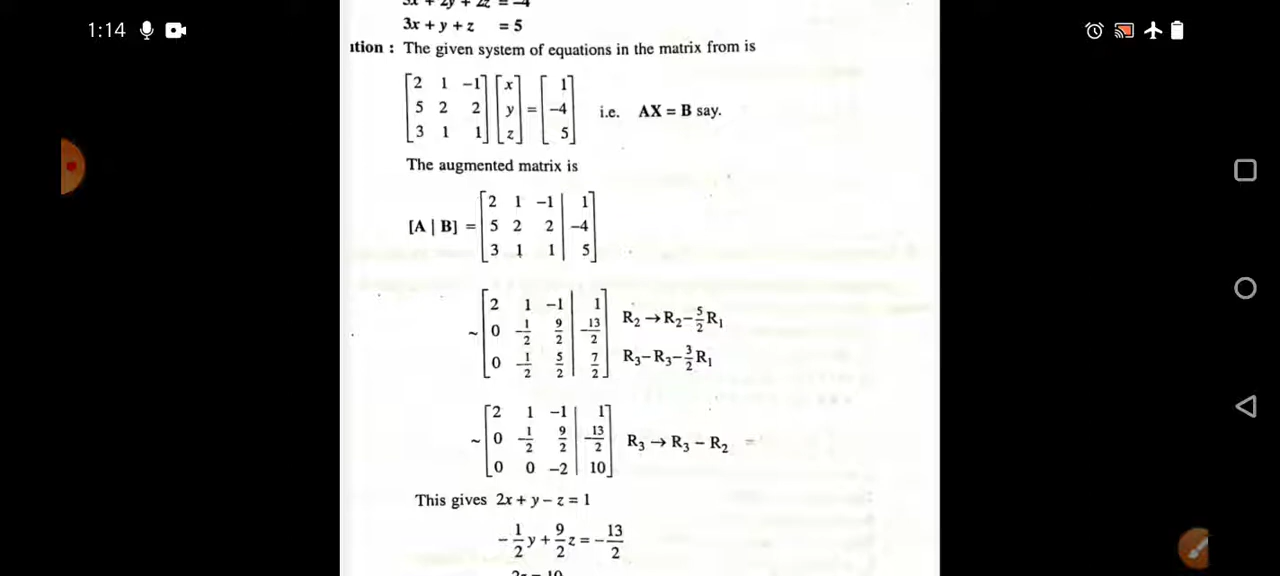 1:14
3x + 2y + 2z = -4
3x + y + z = 5
ition : The given system of equations in the matrix from is
[2 1 -1] [x] [1]
[5 2 2] [y] = [-4] i.e. AX = B say.
[3 1 1] [z] [5]
The augmented matrix is
[2 1 -1 | 1]
[A | B] = [5 2 2 | -4]
[3 1 1 | 5]
[2 1 -1 | 1]
~ [0 -1/2 9/2 | -13/2] R₂ → R₂ - 5/2 R₁
[0 -1/2 5/2 | 7/2] R₃ - R₃ - 3/2 R₁
[2 1 -1 | 1]
~ [0 -1/2 9/2 | -13/2] R₃ → R₃ - R₂
[0 0 -2 | 10]
This gives 2x + y - z = 1
-1/2 y + 9/2 z = -13/2